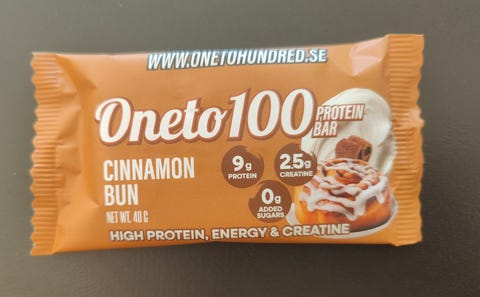 WWW.ONETOHUNDRED.SE
Oneto100
PROTEIN
BAR
CINNAMON
BUN
NET WT. 40 G
9g
PROTEIN
2.5g
CREATINE
0g
ADDED
SUGARS
HIGH PROTEIN, ENERGY & CREATINE